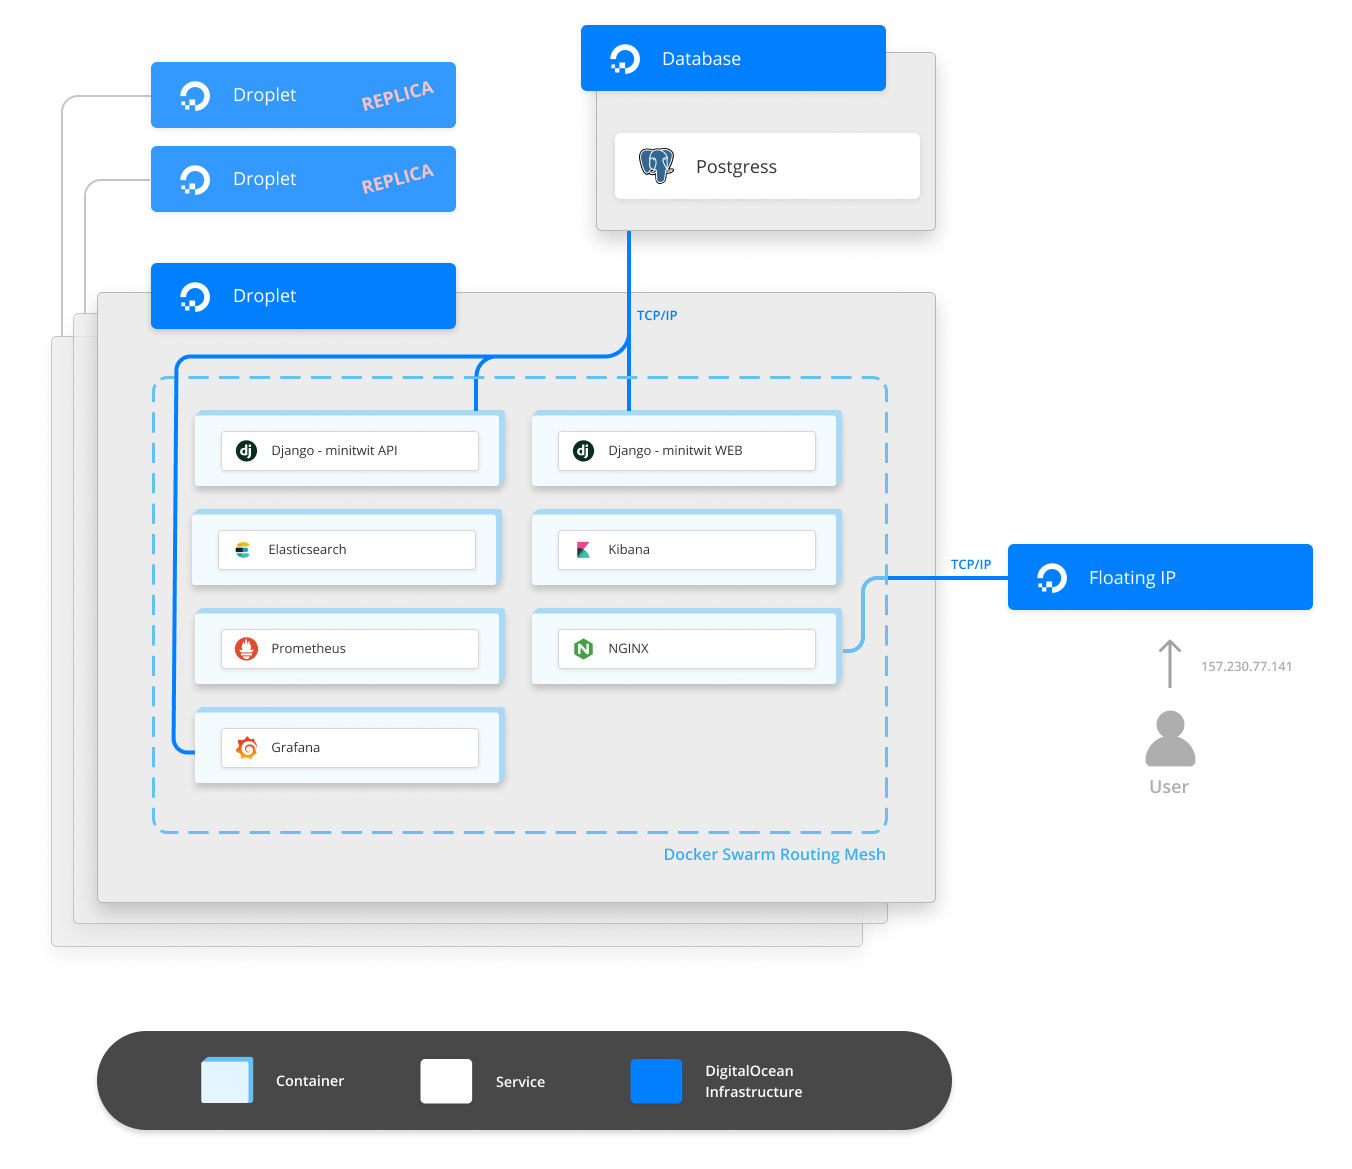 Database
Droplet
REPLICA
Postgress
Droplet
REPLICA
Droplet
TCP/IP
Django - minitwit API
Django - minitwit WEB
Elasticsearch
Kibana
TCP/IP
Floating IP
Prometheus
NGINX
157.230.77.141
Grafana
User
Docker Swarm Routing Mesh
Container
Service
DigitalOcean
Infrastructure